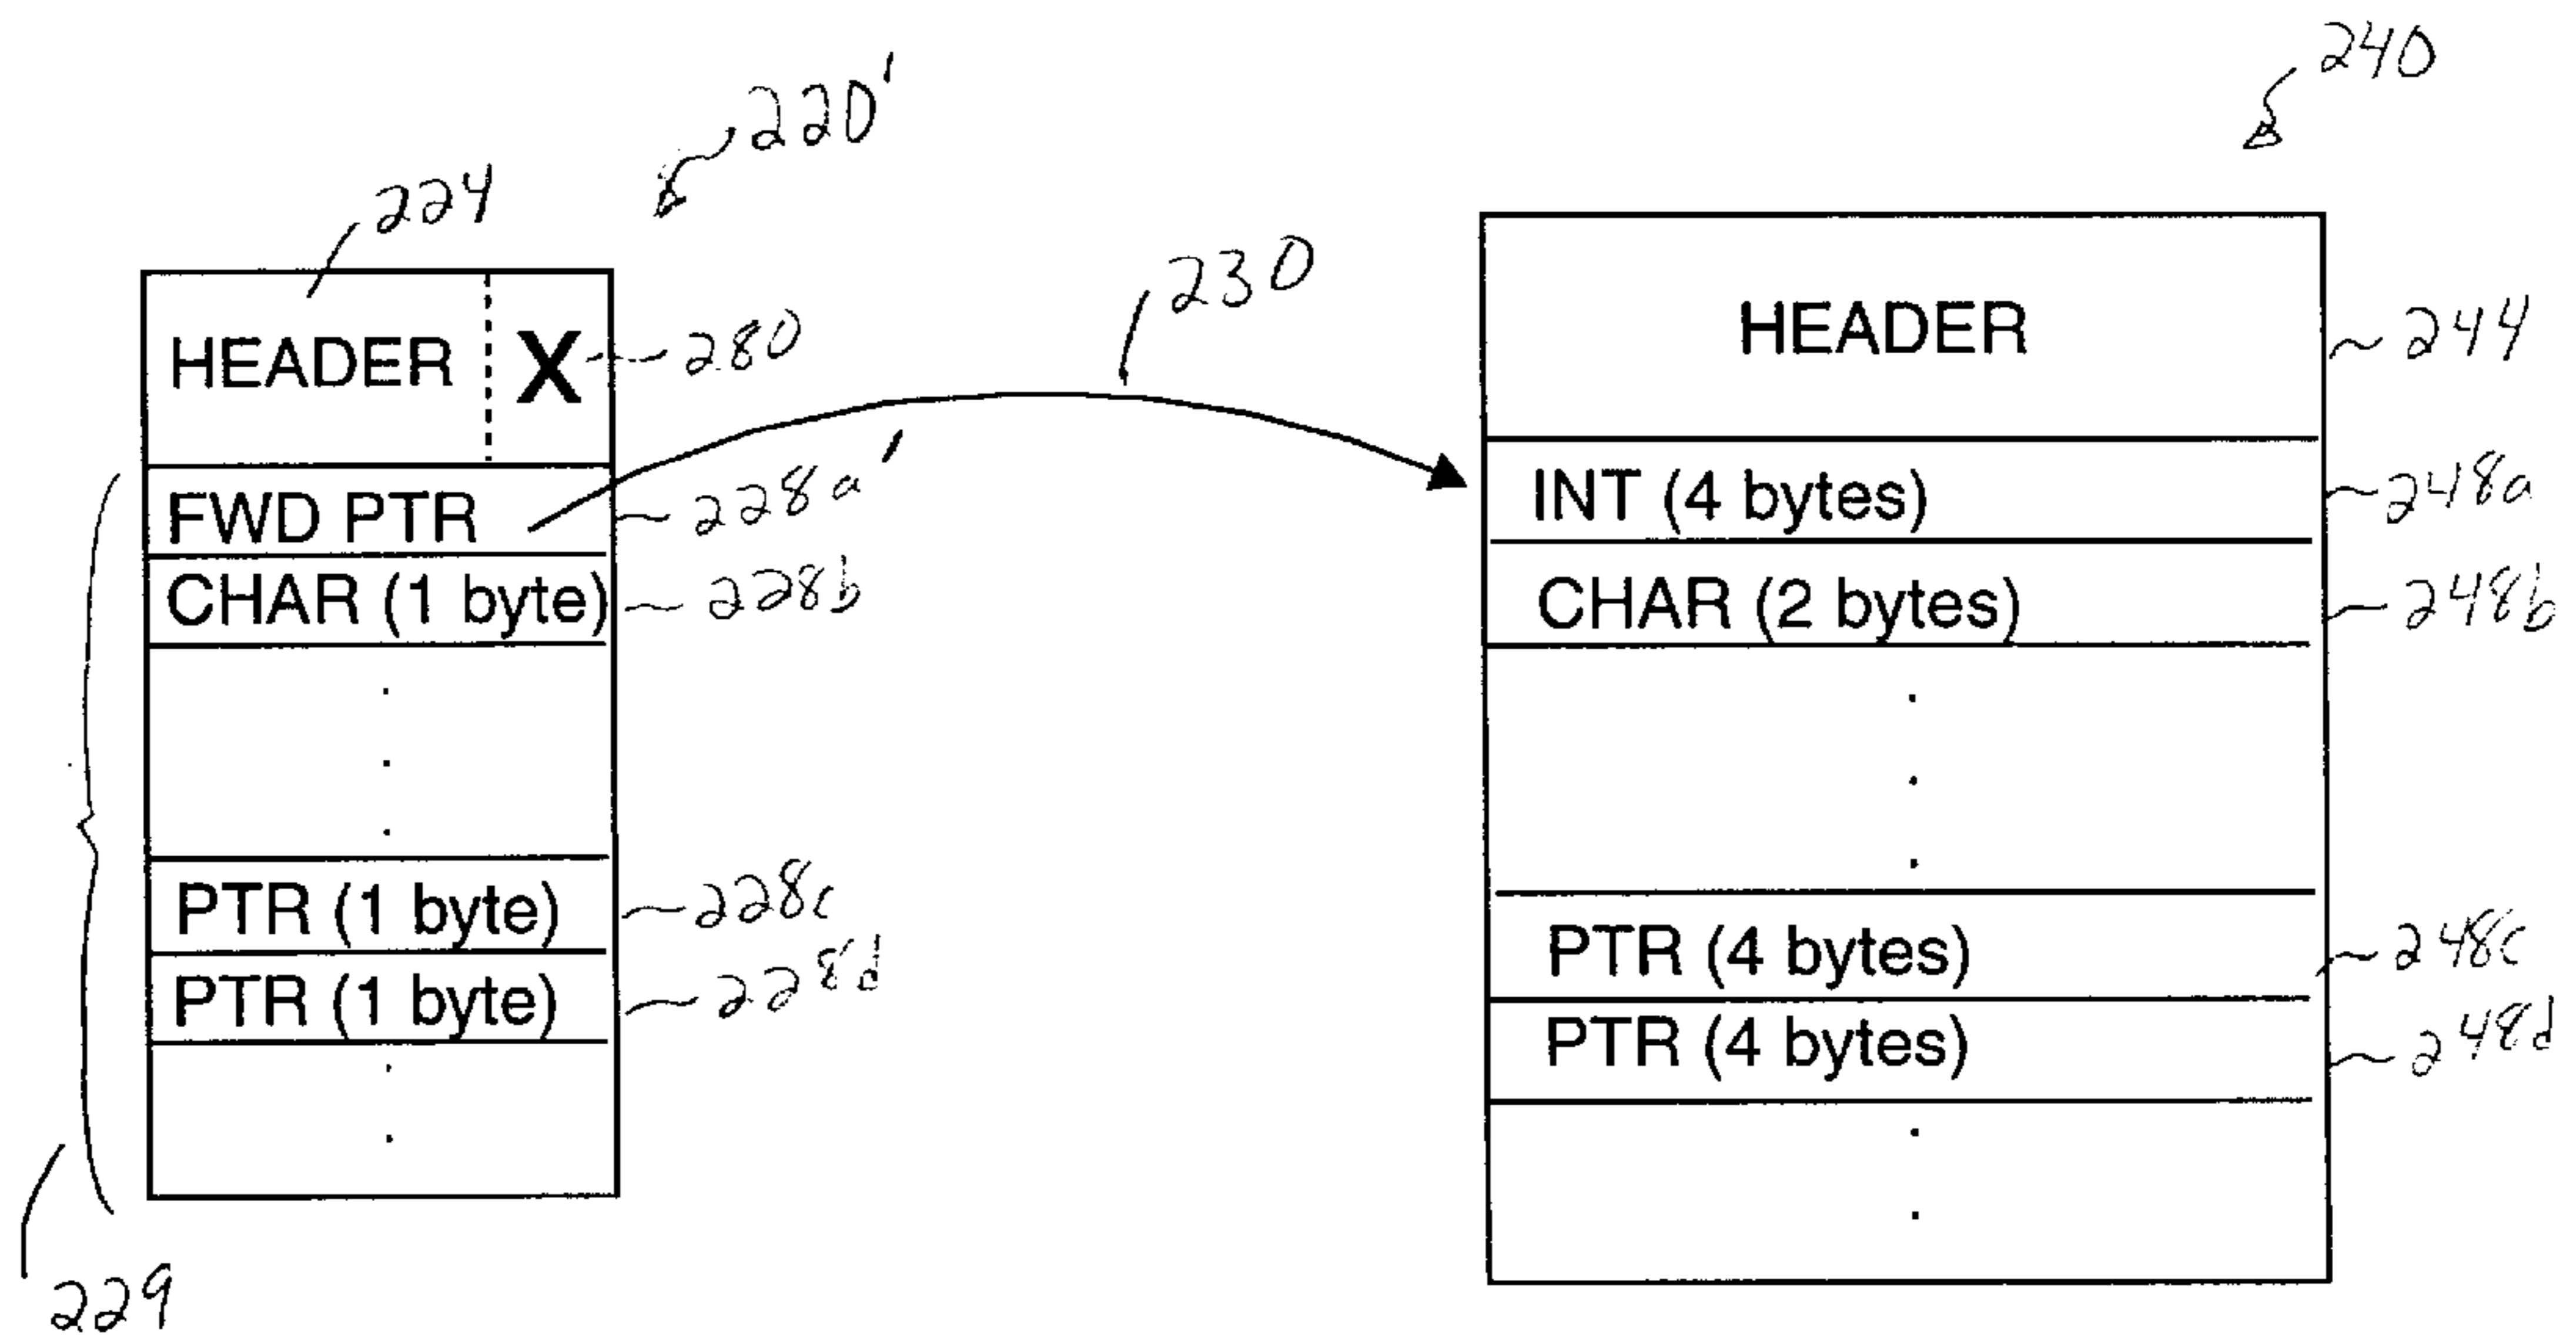 240
220'
224
230
HEADER X 280
HEADER 244
FWD PTR 228a'
INT (4 bytes) 248a
CHAR (1 byte) 228b
CHAR (2 bytes) 248b
PTR (1 byte) 228c
PTR (4 bytes) 248c
PTR (1 byte) 228d
PTR (4 bytes) 248d
229